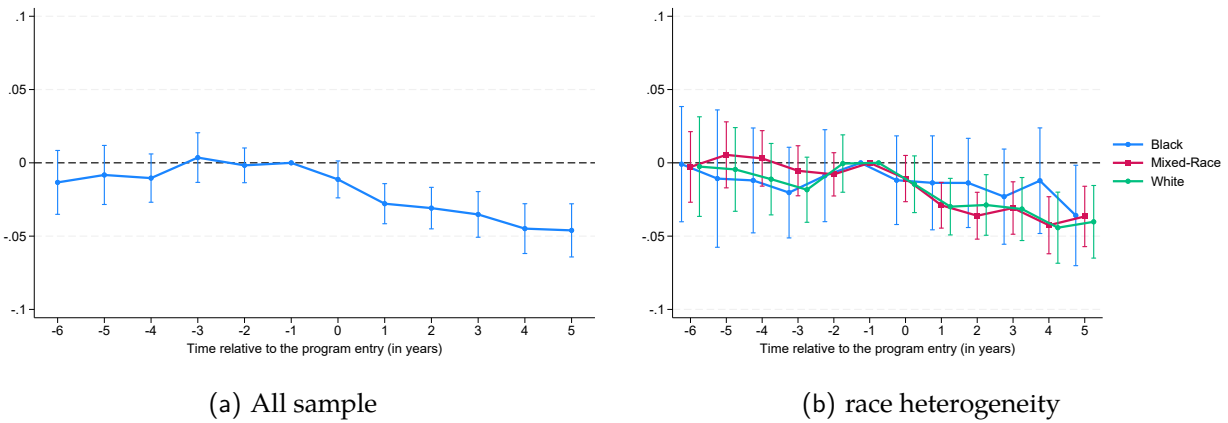 .1
.05
0
-.05
-.1
-6 -5 -4 -3 -2 -1 0 1 2 3 4 5
Time relative to the program entry (in years)
(a) All sample
.1
.05
0
-.05
-.1
-6 -5 -4 -3 -2 -1 0 1 2 3 4 5
Time relative to the program entry (in years)
Black
Mixed-Race
White
(b) race heterogeneity